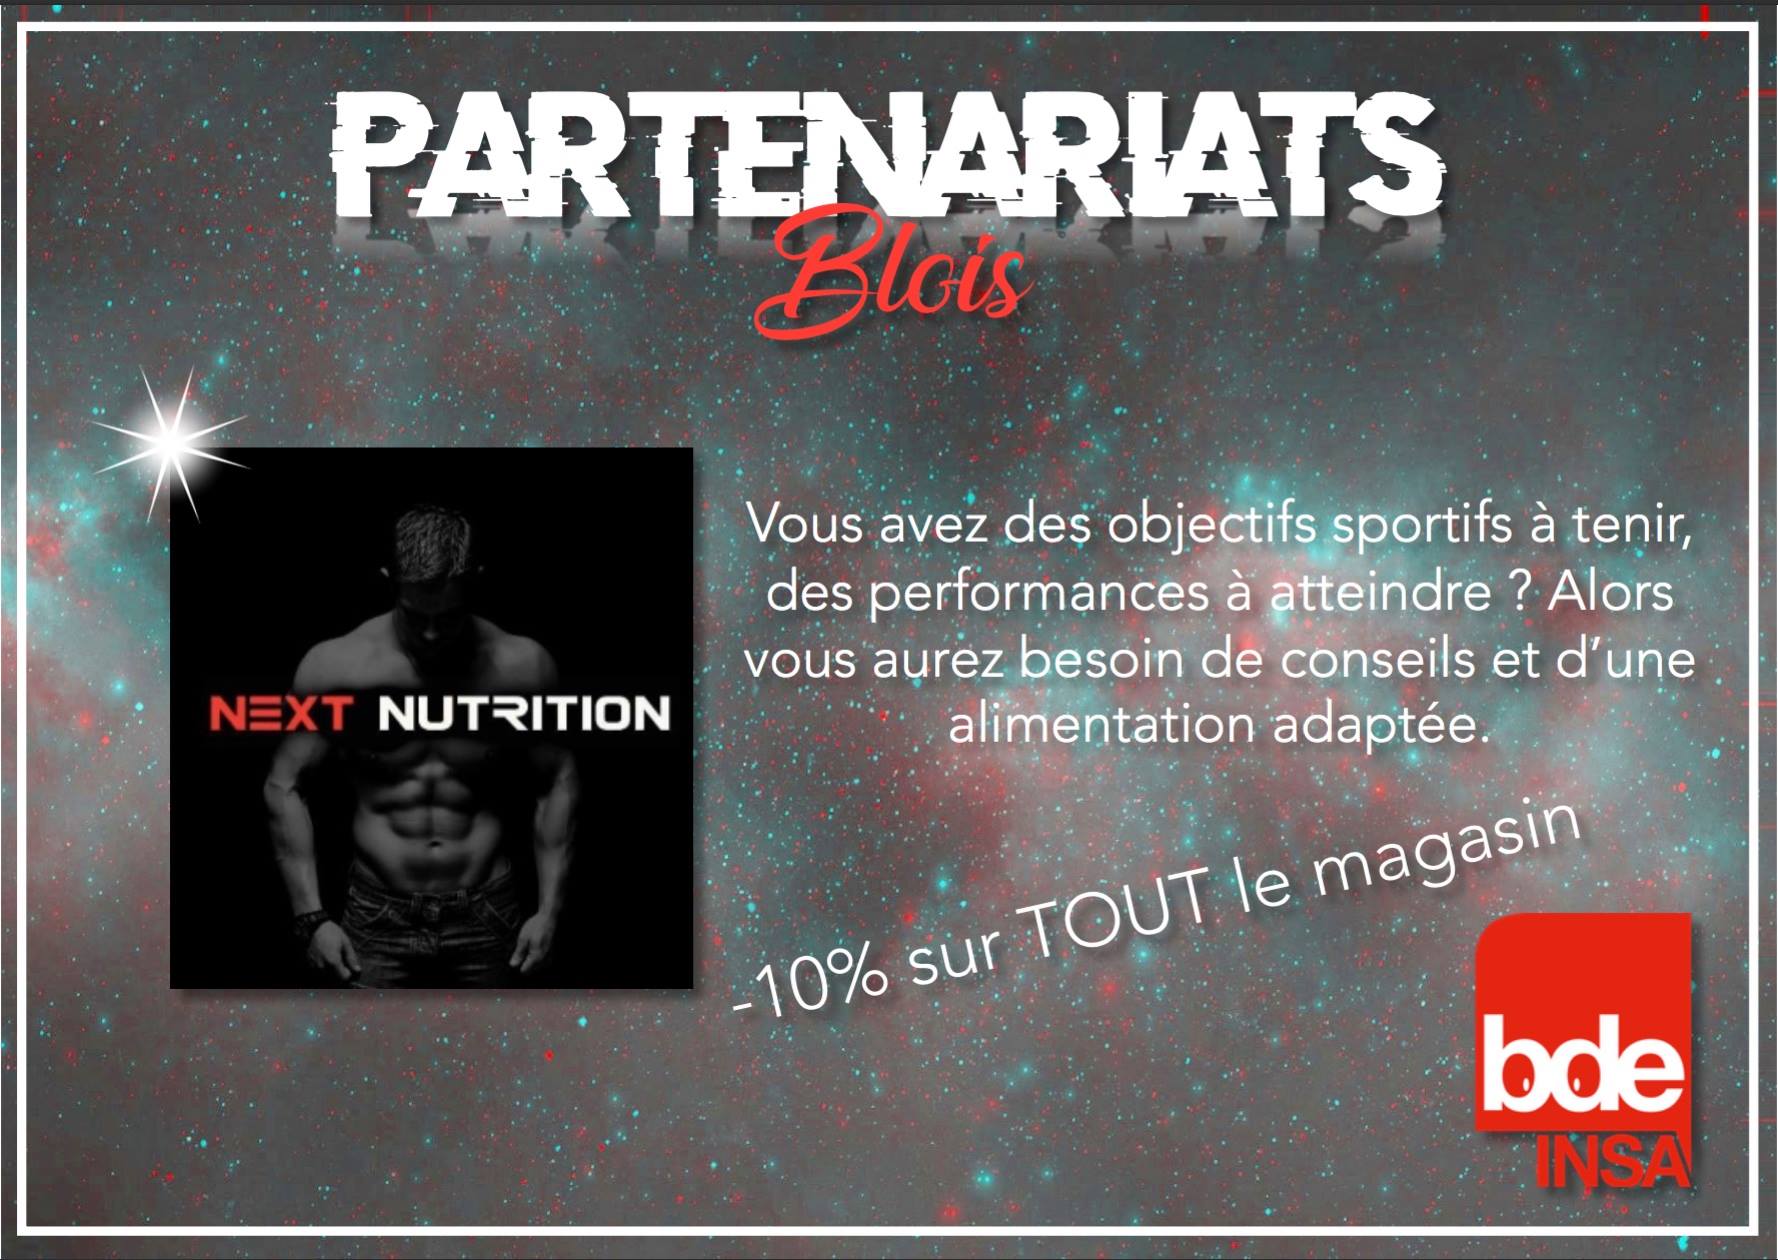 PARTENARIATS
Blois
NEXT NUTRITION
Vous avez des objectifs sportifs à tenir,
des performances à atteindre ? Alors
vous aurez besoin de conseils et d’une
alimentation adaptée.
-10% sur TOUT le magasin
bde
INSA